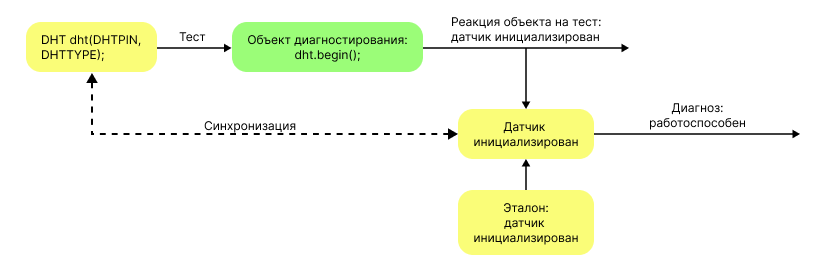 DHT dht(DHTPIN,
DHTTYPE);
Тест
Объект диагностирования:
dht.begin();
Реакция объекта на тест:
датчик инициализирован
Синхронизация
Датчик
инициализирован
Диагноз:
работоспособен
Эталон:
датчик
инициализирован